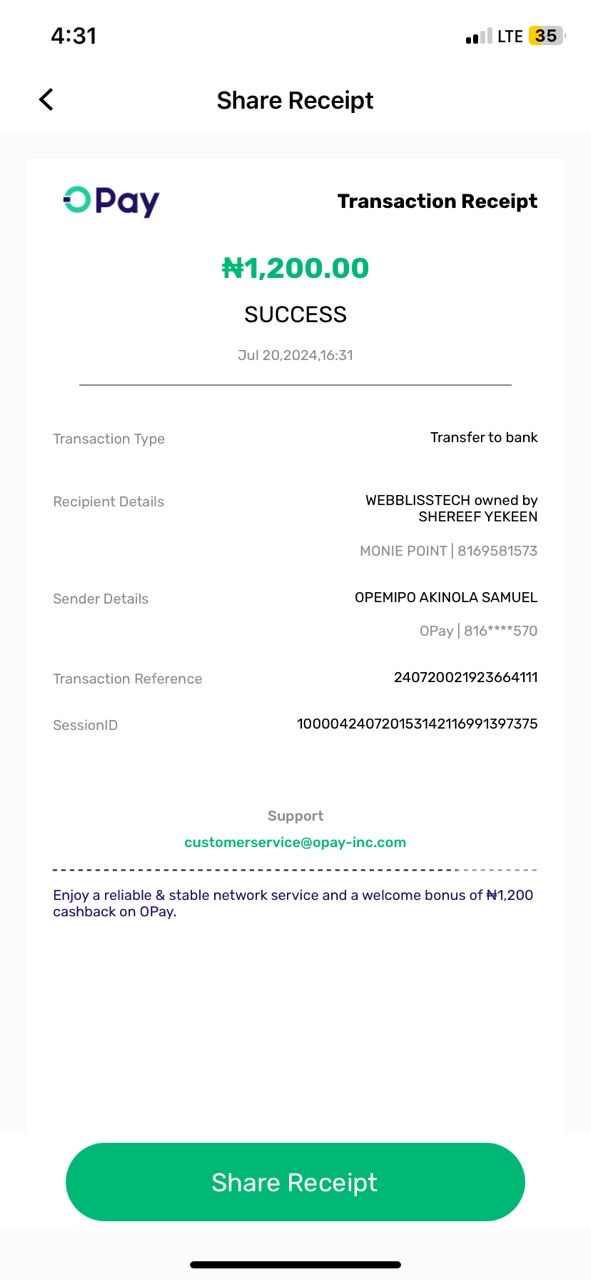 4:31 LTE 35
Share Receipt
OPay Transaction Receipt
₦1,200.00
SUCCESS
Jul 20,2024,16:31
Transaction Type Transfer to bank
Recipient Details WEBBLISSTECH owned by
SHEREEF YEKEEN
MONIE POINT | 8169581573
Sender Details OPEMIPO AKINOLA SAMUEL
OPay | 816****570
Transaction Reference 240720021923664111
SessionID 100004240720153142116991397375
Support
customerservice@opay-inc.com
Enjoy a reliable & stable network service and a welcome bonus of ₦1,200
cashback on OPay.
Share Receipt